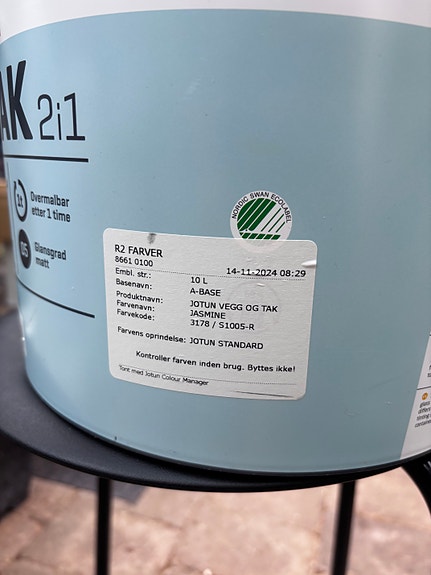 AK 2i1
1t
Overmalbar
etter 1 time
05
Glansgrad
matt
NORDIC SWAN ECOLABEL
R2 FARVER
8661 0100
14-11-2024 08:29
Embl. str.: 10 L
Basenavn: A-BASE
Produktnavn: JOTUN VEGG OG TAK
Farvenavn: JASMINE
Farvekode: 3178 / S1005-R
Farvens oprindelse: JOTUN STANDARD
Kontroller farven inden brug. Byttes ikke!
Tont med Jotun Colour Manager